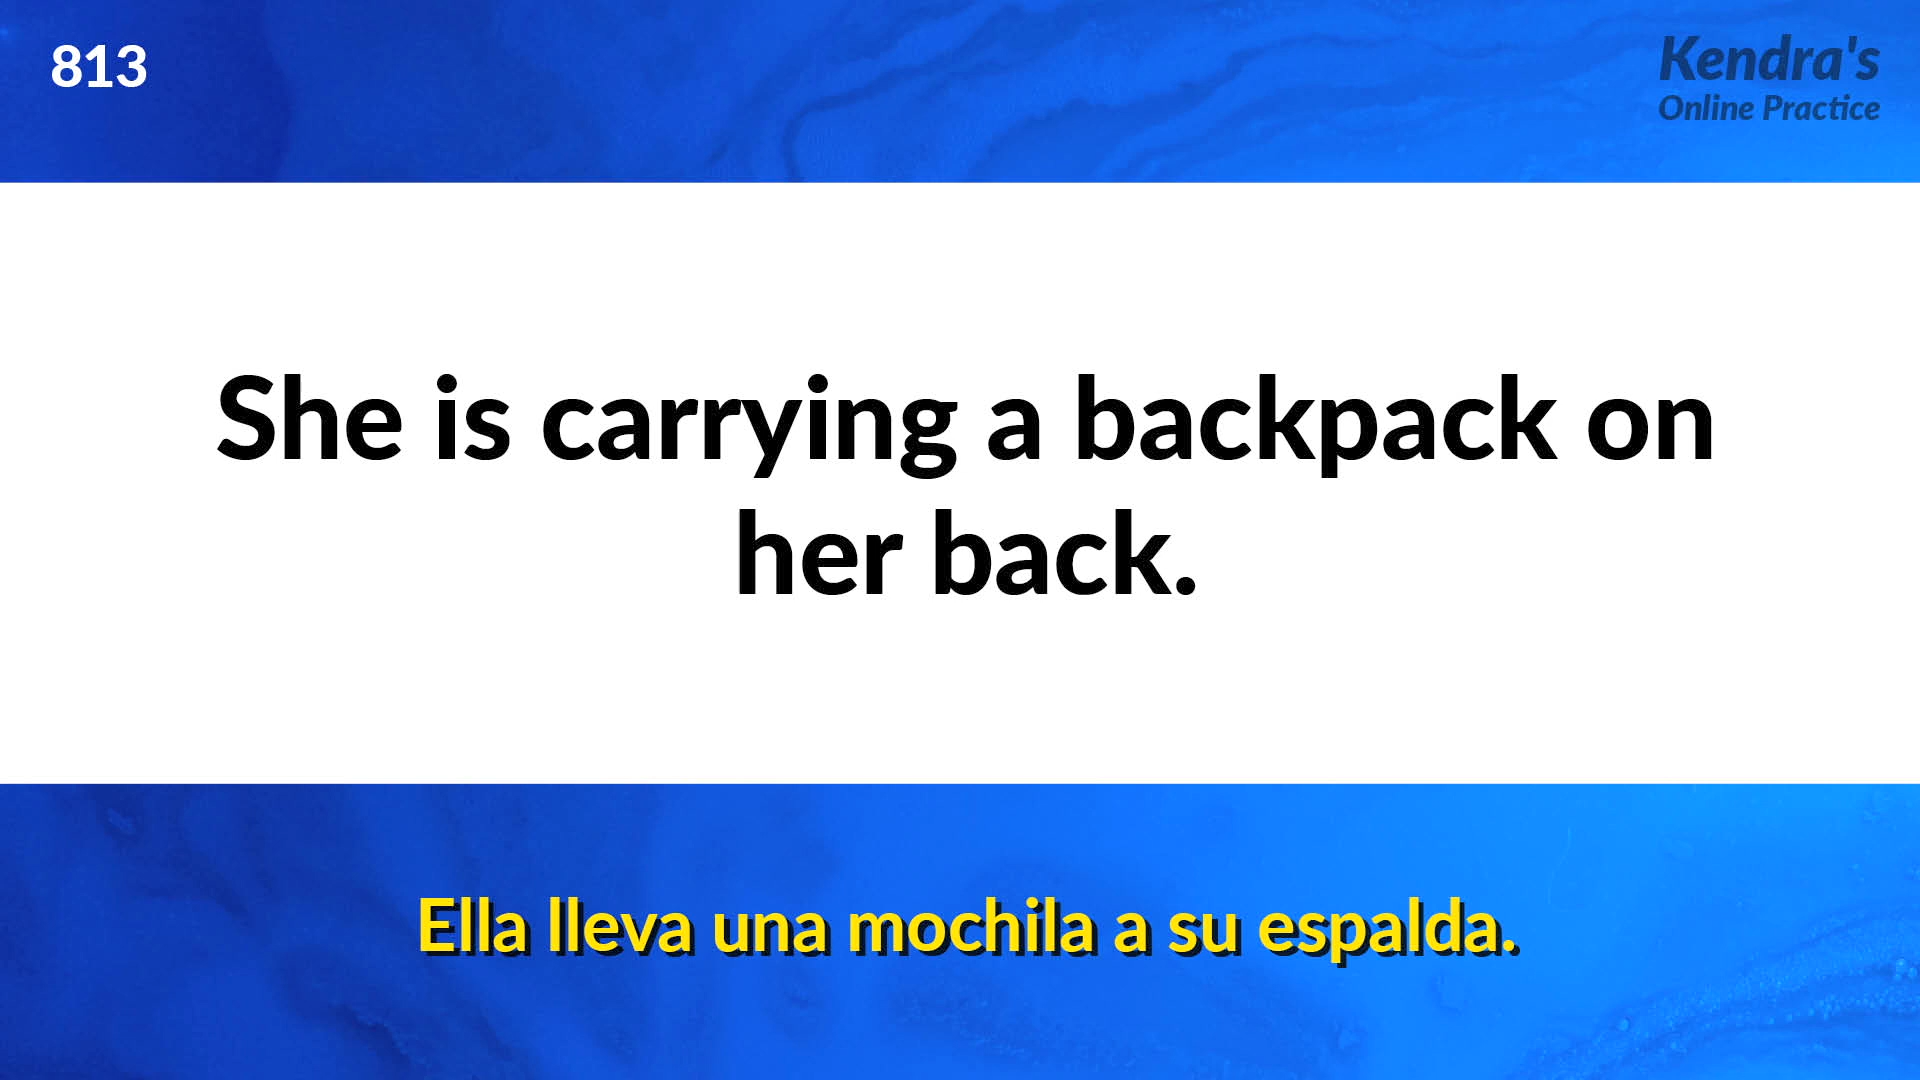 813
Kendra's
Online Practice
She is carrying a backpack on
her back.
Ella lleva una mochila a su espalda.